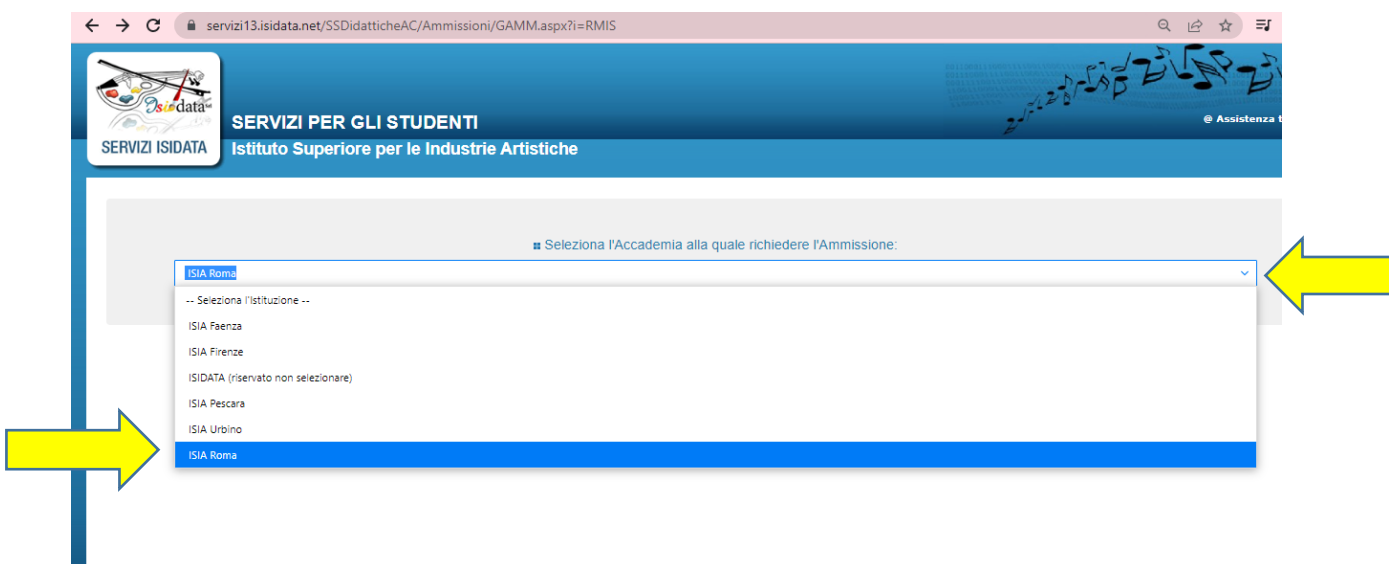 servizi13.isidata.net/SSDidatticheAC/Ammissioni/GAMM.aspx?i=RMIS
Isidata
SERVIZI ISIDATA
SERVIZI PER GLI STUDENTI
@ Assistenza t
Istituto Superiore per le Industrie Artistiche
Seleziona l'Accademia alla quale richiedere l'Ammissione:
ISIA Roma
-- Seleziona l'Istituzione --
ISIA Faenza
ISIA Firenze
ISIDATA (riservato non selezionare)
ISIA Pescara
ISIA Urbino
ISIA Roma